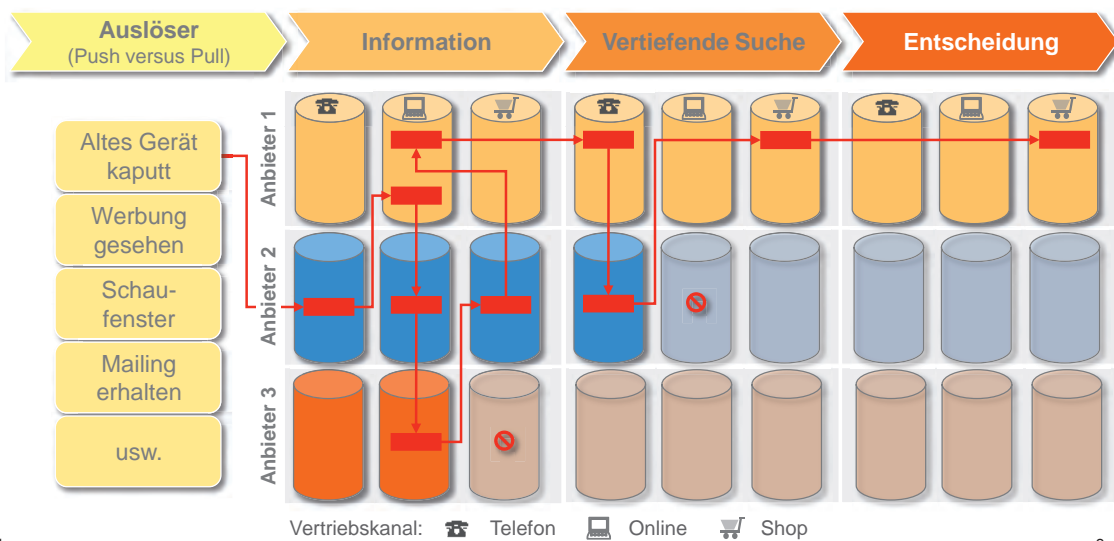 Auslöser
(Push versus Pull)
Information
Vertiefende Suche
Entscheidung
Altes Gerät
kaputt
Werbung
gesehen
Schau-
fenster
Mailing
erhalten
usw.
Anbieter 1
Anbieter 2
Anbieter 3
Vertriebskanal: Telefon Online Shop